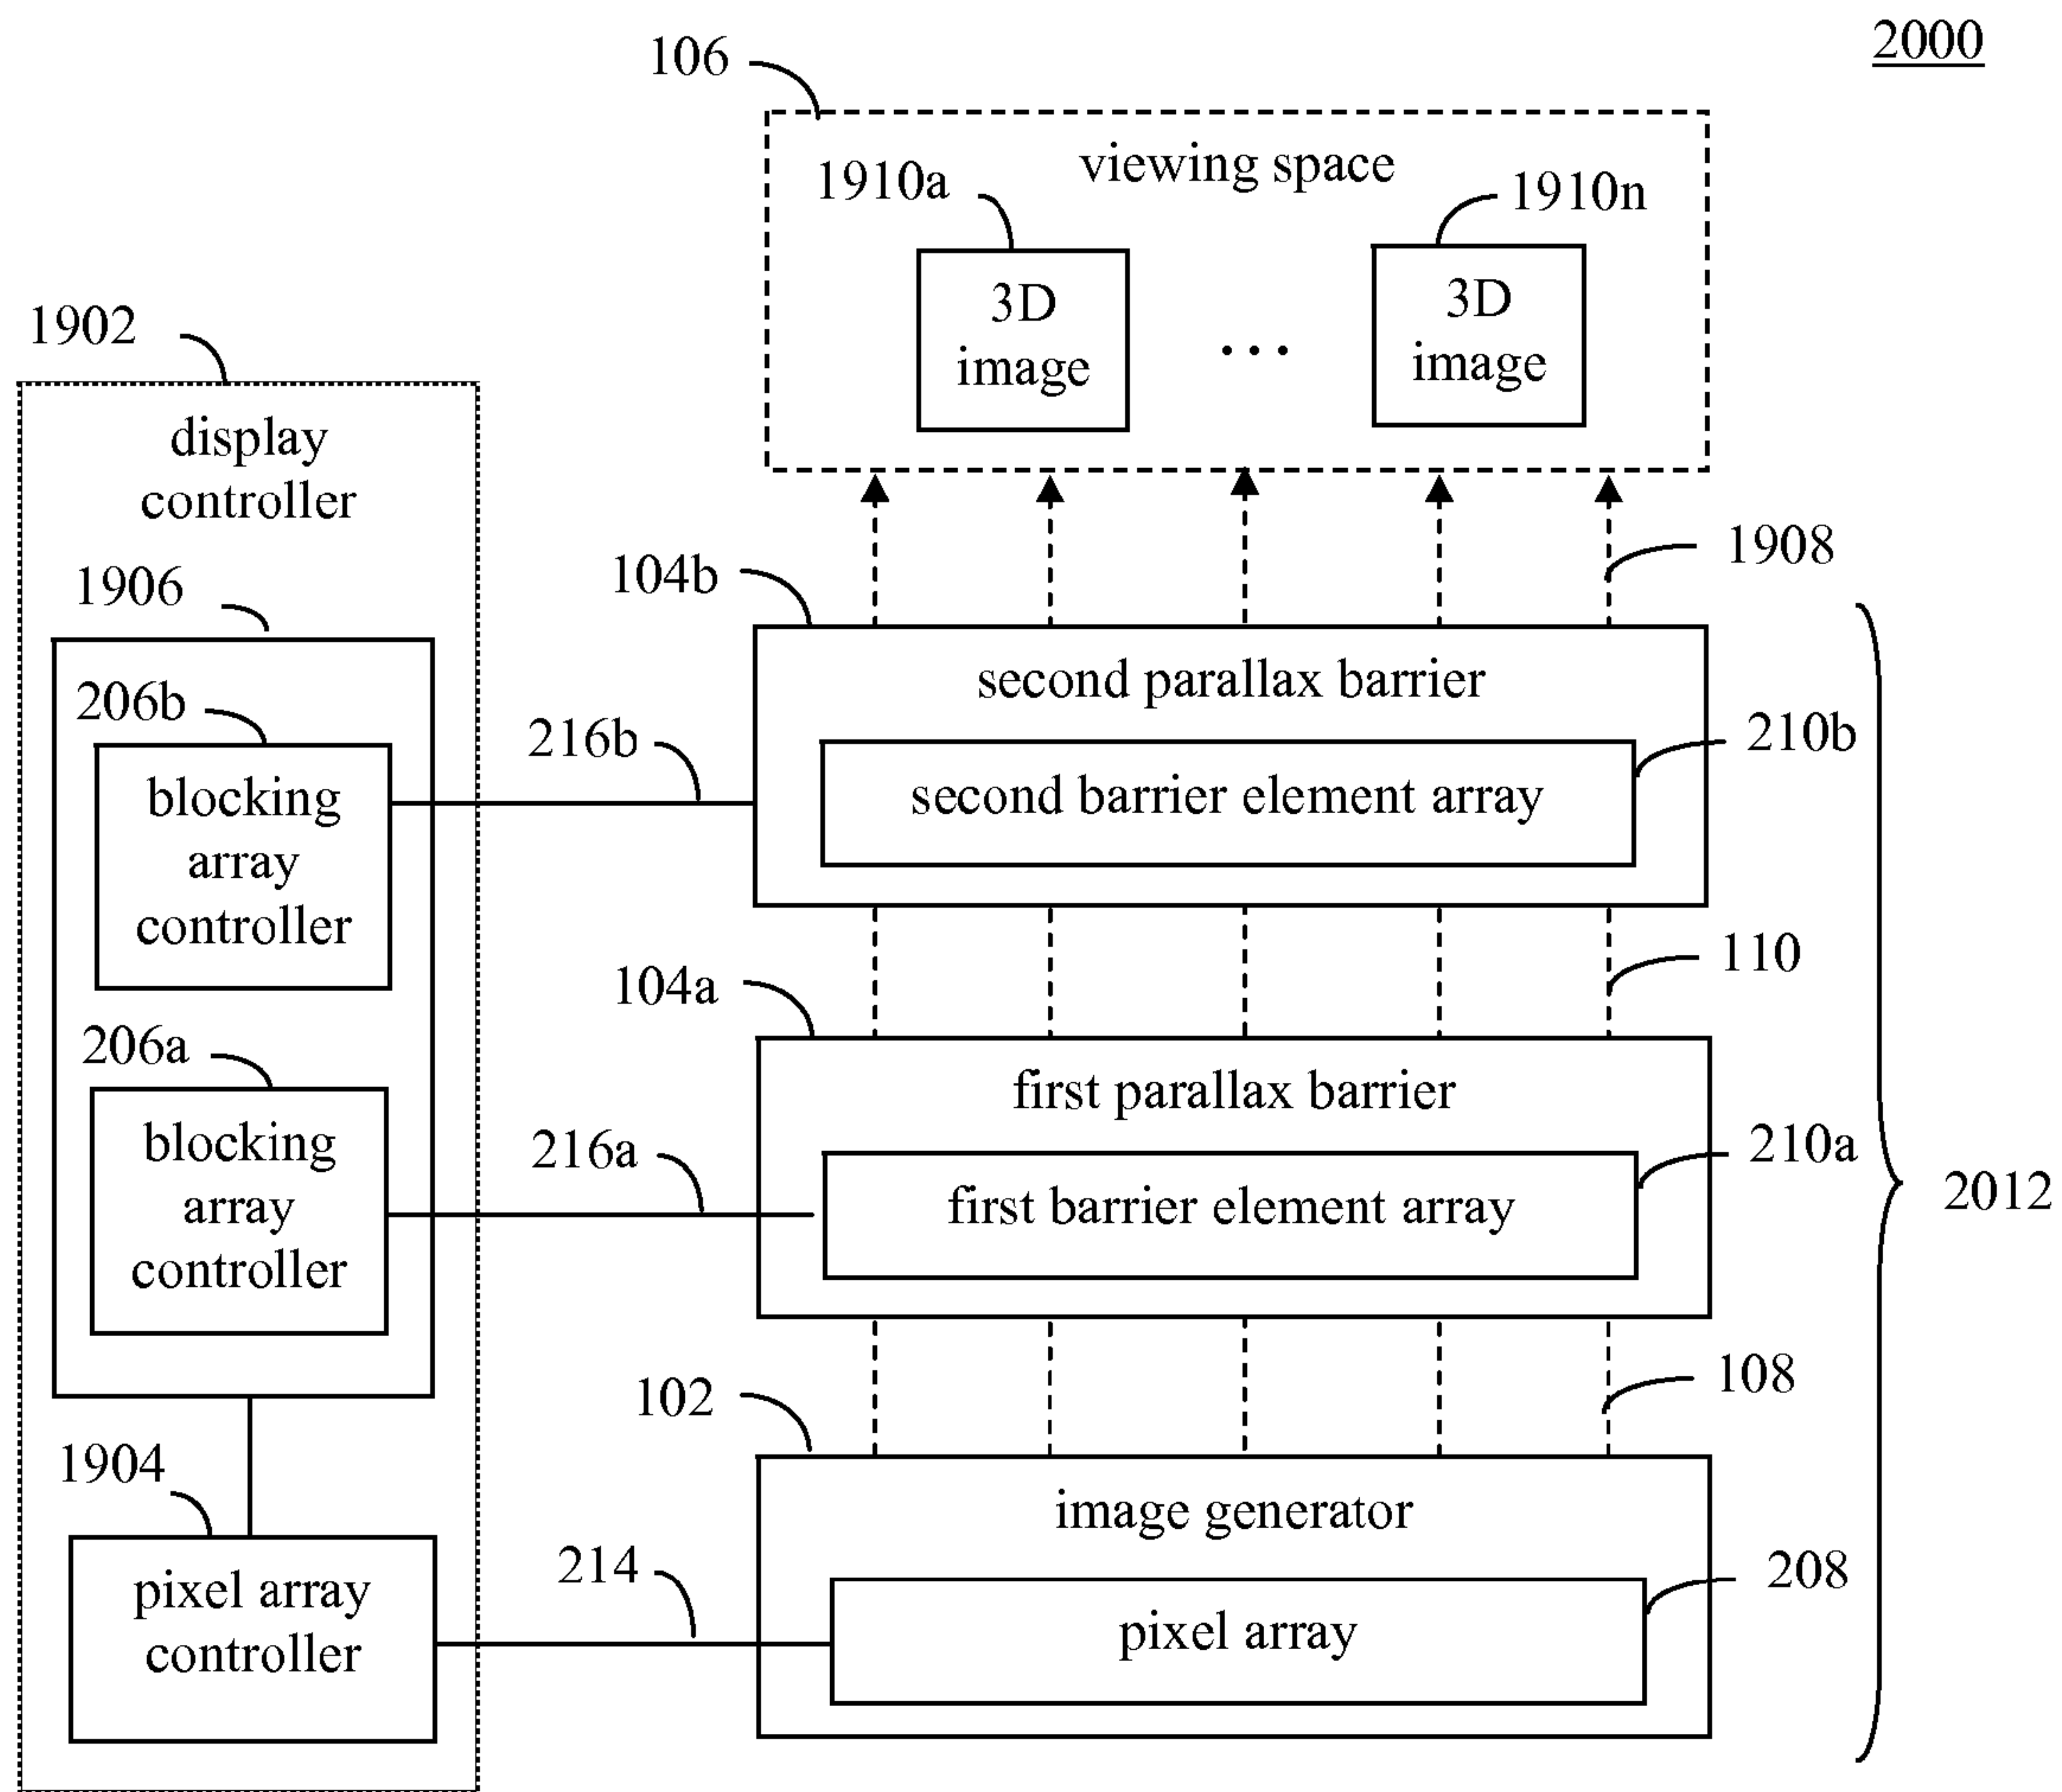 2000
106
viewing space
1910a
1910n
3D
image
...
3D
image
1902
display
controller
1908
104b
1906
second parallax barrier
206b
216b
210b
blocking
array
controller
second barrier element array
110
104a
206a
first parallax barrier
216a
210a
blocking
array
controller
first barrier element array
2012
108
102
1904
image generator
214
208
pixel array
controller
pixel array